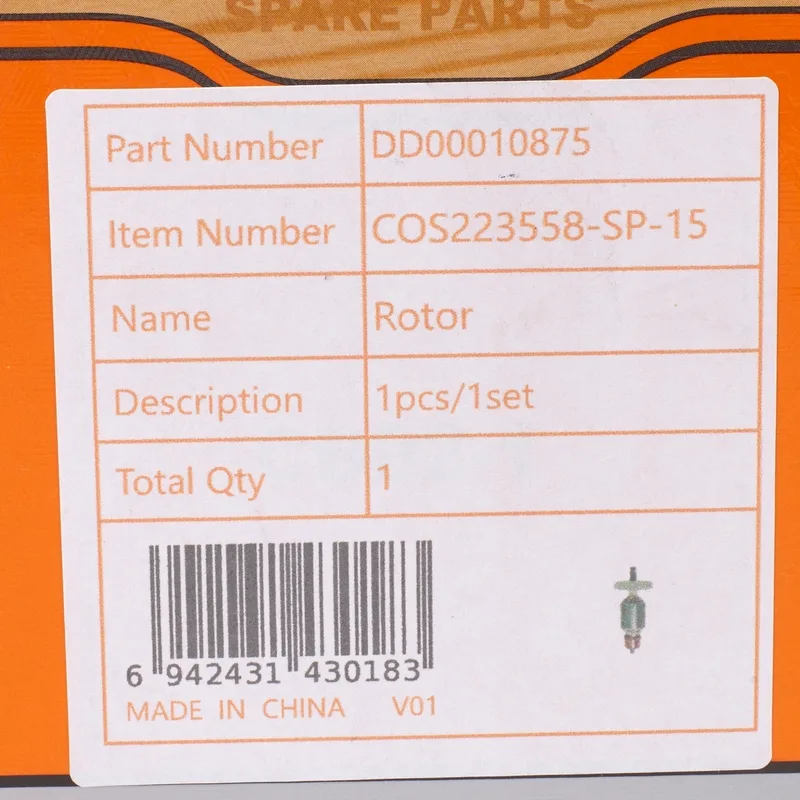 SPARE PARTS
Part Number DD00010875
Item Number COS223558-SP-15
Name Rotor
Description 1pcs/1set
Total Qty 1
6 942431 430183
MADE IN CHINA V01